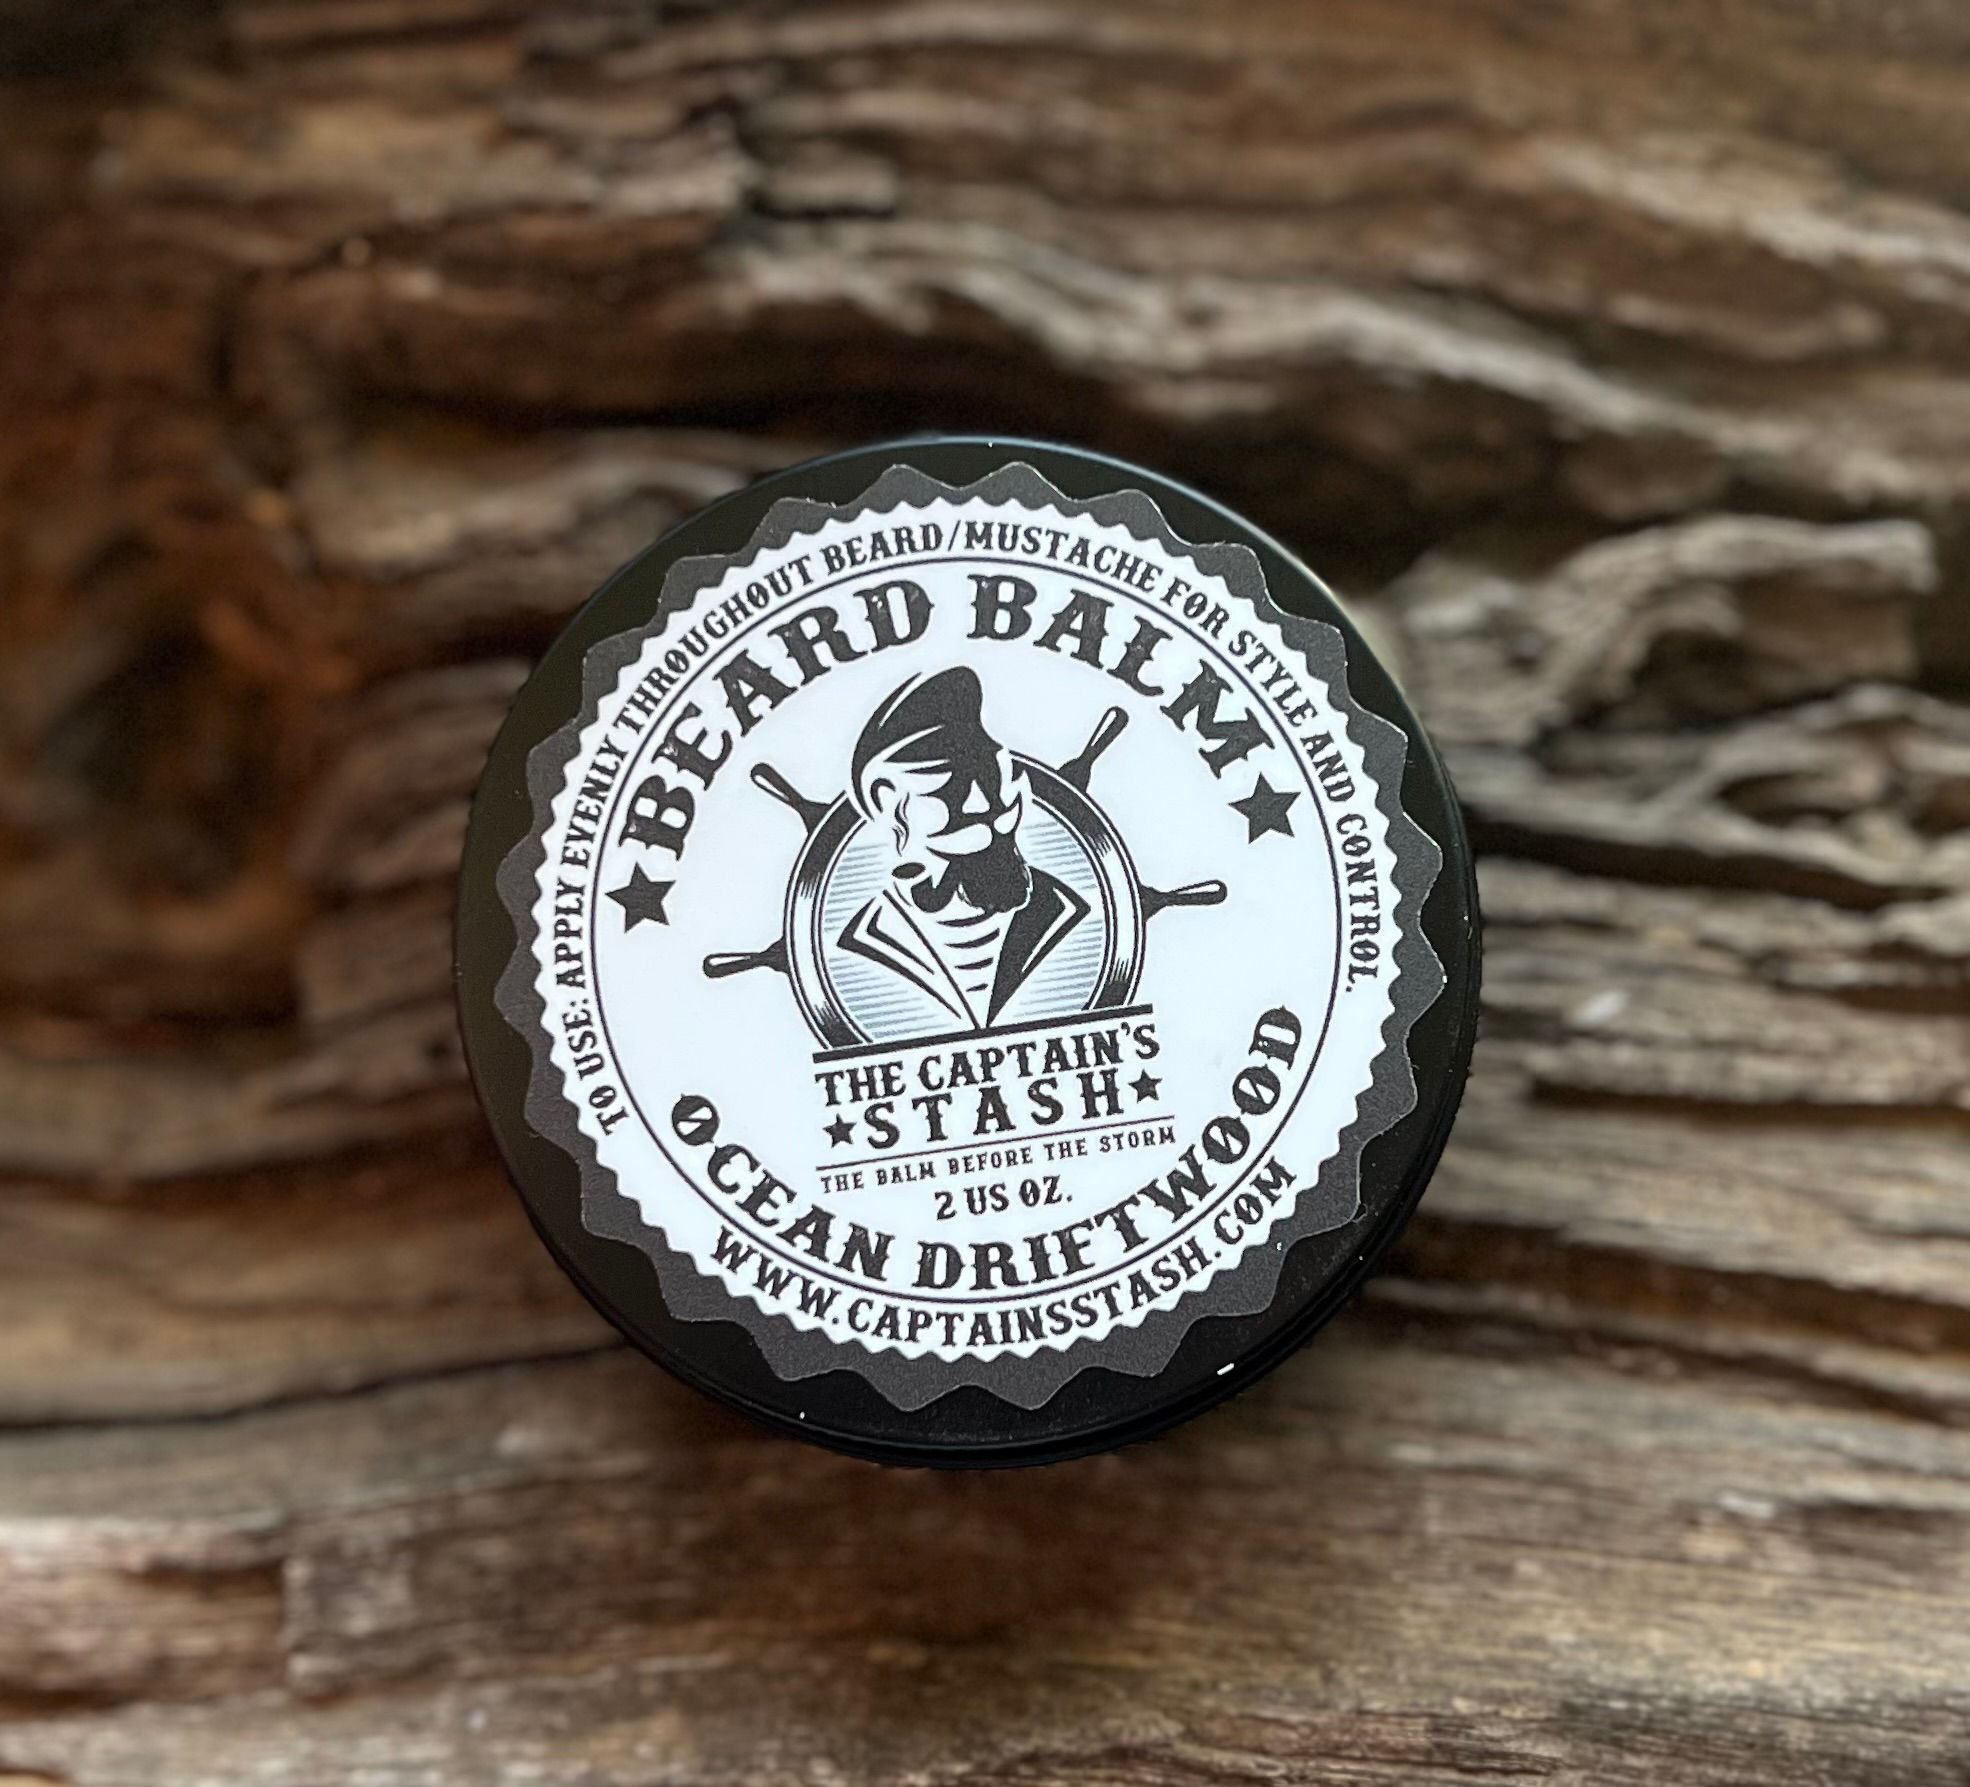 TO USE: APPLY EVENLY THROUGHOUT BEARD/MUSTACHE FOR STYLE AND CONTROL.
BEARD BALM
THE CAPTAIN'S
STASH
THE BALM BEFORE THE STORM
2 US OZ.
OCEAN DRIFTWOOD
WWW.CAPTAINSSTASH.COM